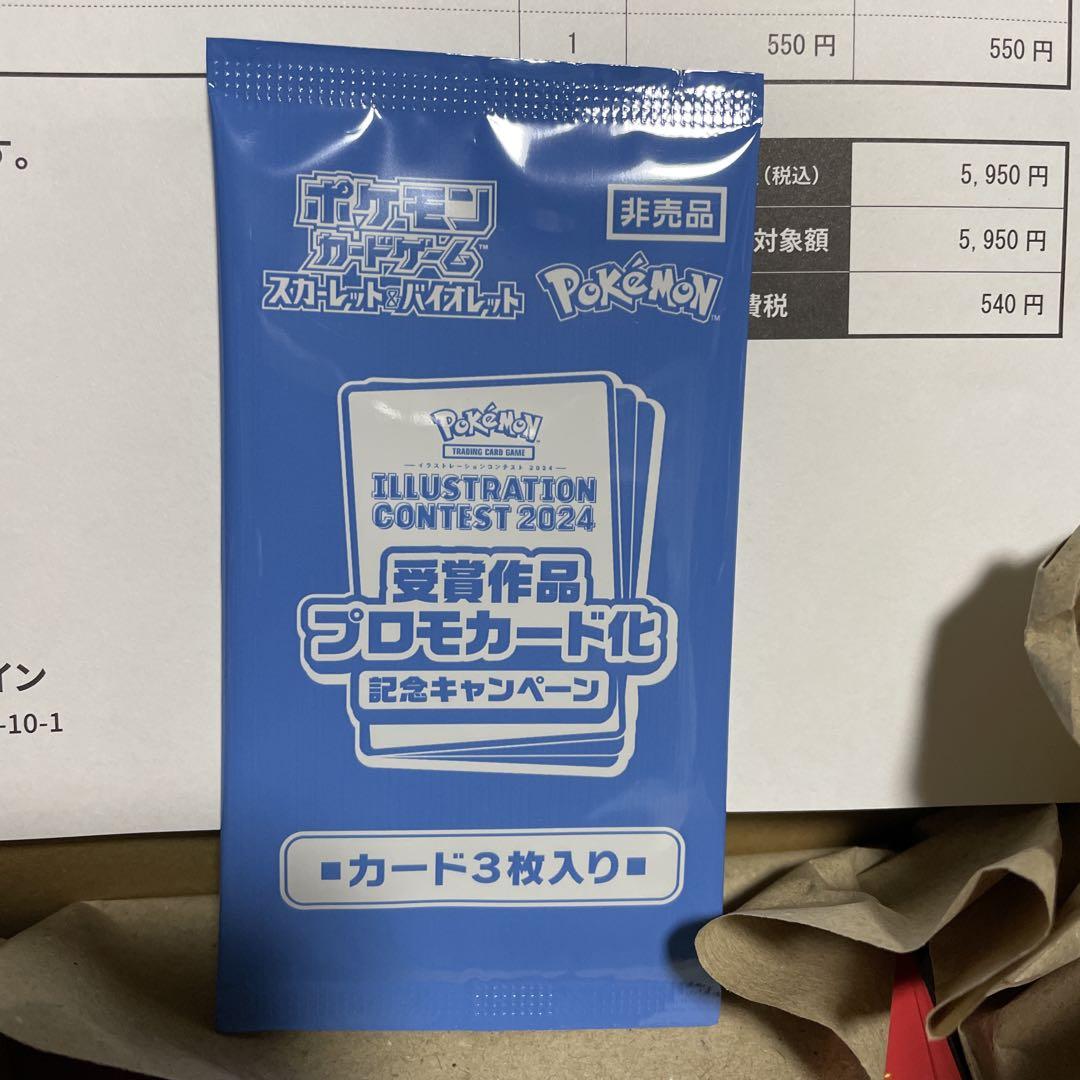 1 550 円 550 円
す。
(税込) 5,950 円
対象額 5,950 円
費税 540 円
ポケモン
カードゲーム™
スカーレット&バイオレット
非売品
POKÉMON™
POKÉMON
TRADING CARD GAME
イラストレーションコンテスト 2024
ILLUSTRATION
CONTEST 2024
受賞作品
プロモカード化
記念キャンペーン
■カード3枚入り■
イン
-10-1